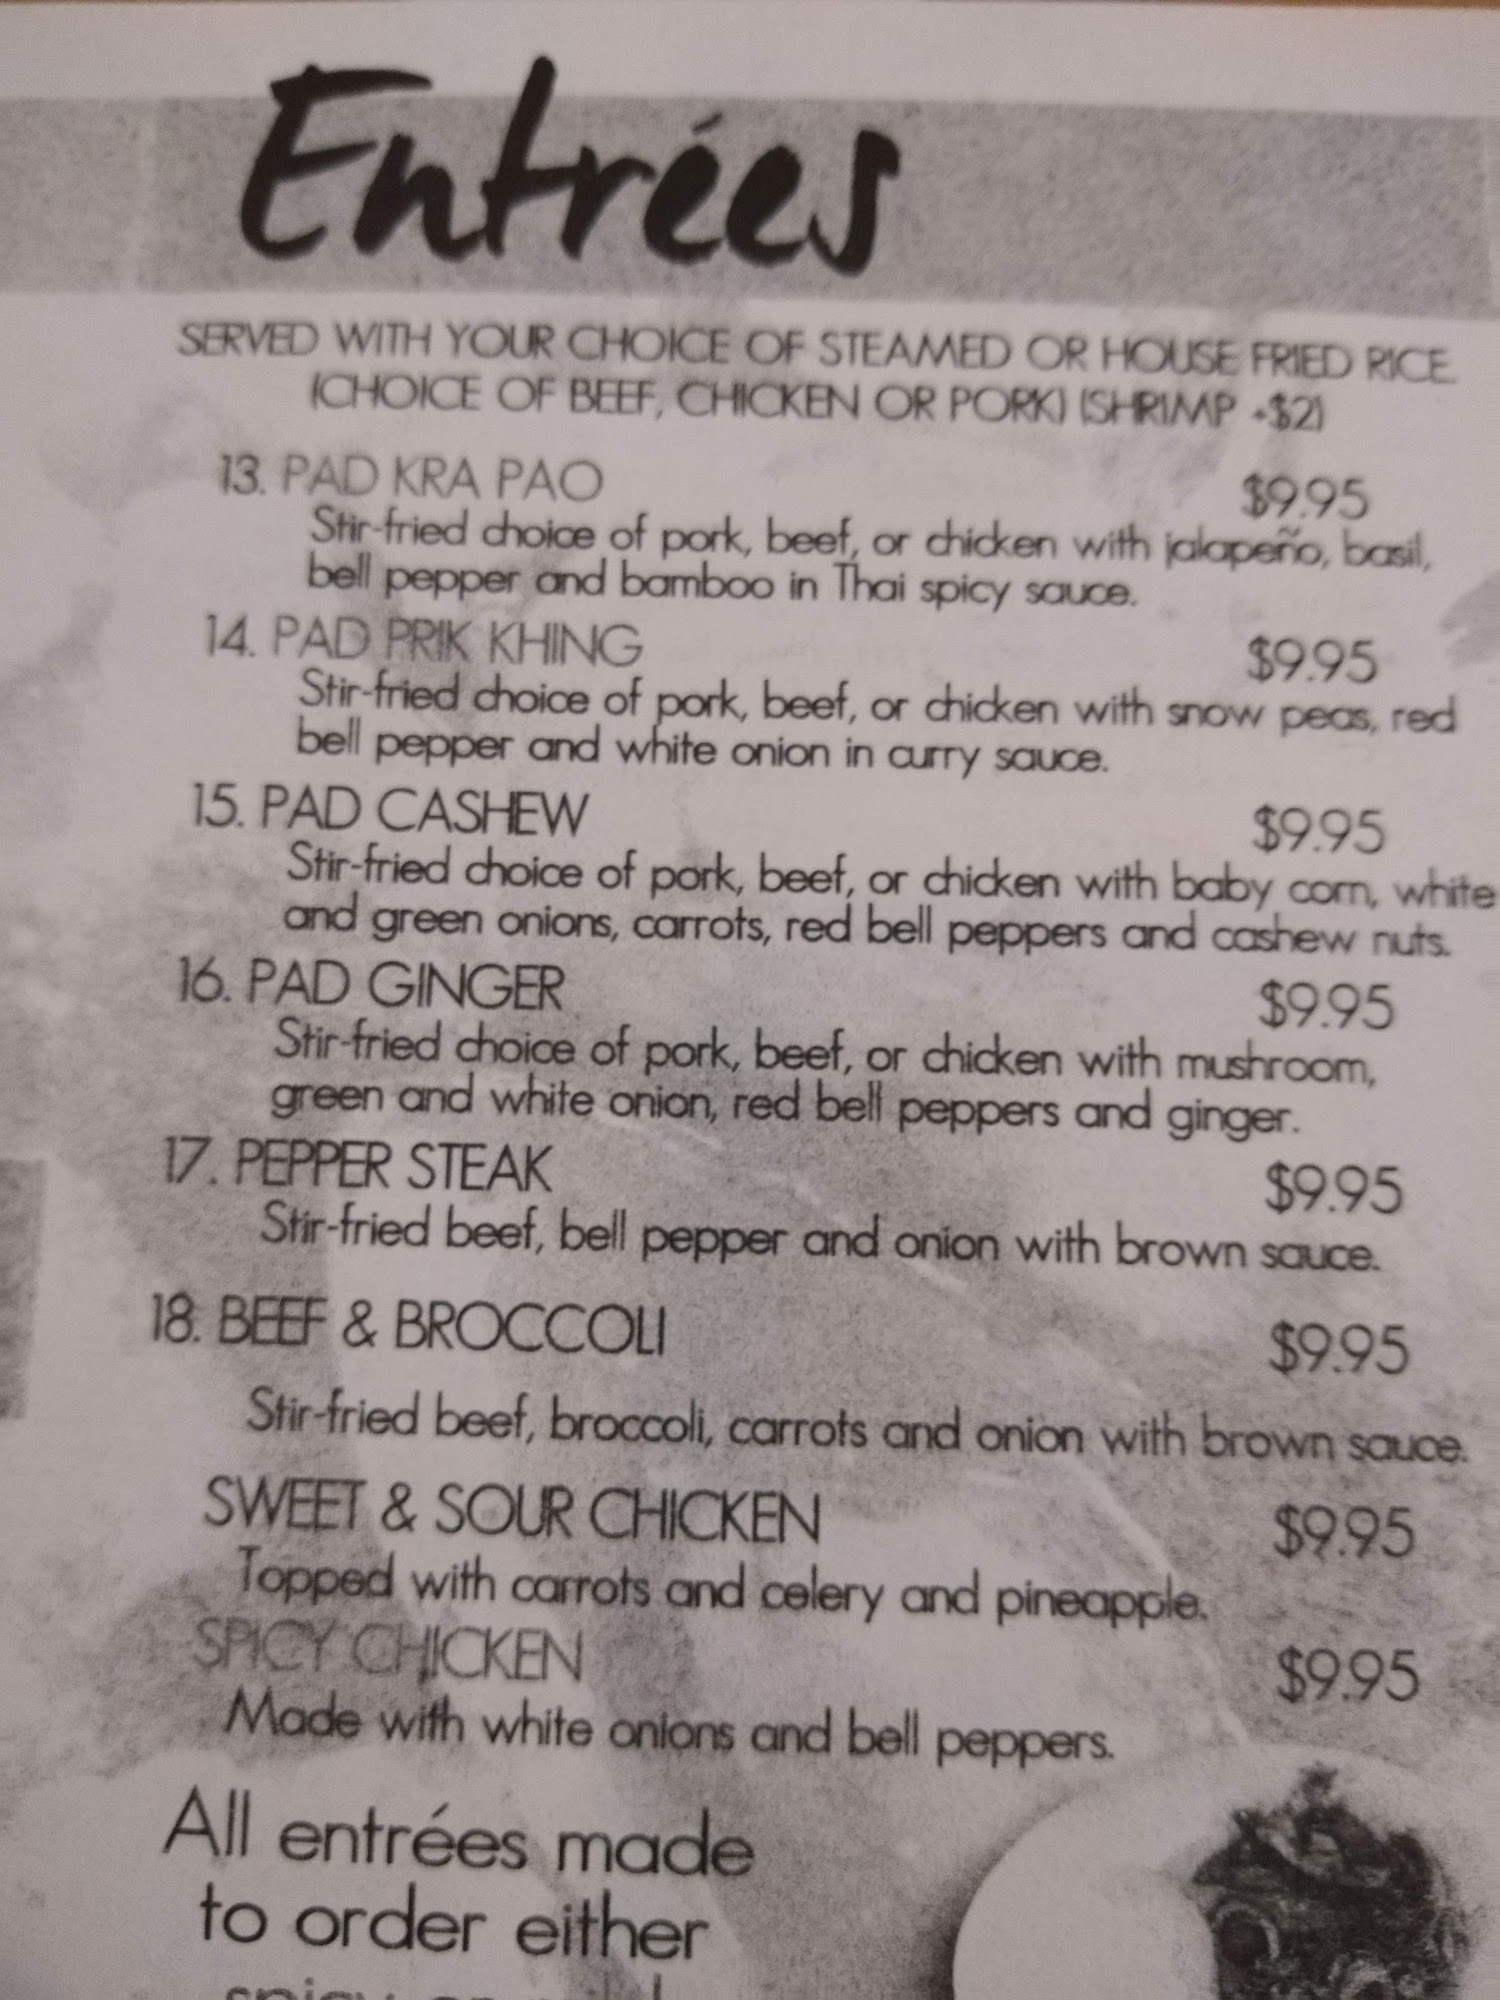 Entrées
SERVED WITH YOUR CHOICE OF STEAMED OR HOUSE FRIED RICE
(CHOICE OF BEEF, CHICKEN OR PORK) (SHRIMP +$2)
13. PAD KRA PAO $9.95
Stir-fried choice of pork, beef, or chicken with jalapeño, basil,
bell pepper and bamboo in Thai spicy sauce.
14. PAD PRIK KHING $9.95
Stir-fried choice of pork, beef, or chicken with snow peas, red
bell pepper and white onion in curry sauce.
15. PAD CASHEW $9.95
Stir-fried choice of pork, beef, or chicken with baby corn, white
and green onions, carrots, red bell peppers and cashew nuts.
16. PAD GINGER $9.95
Stir-fried choice of pork, beef, or chicken with mushroom,
green and white onion, red bell peppers and ginger.
17. PEPPER STEAK $9.95
Stir-fried beef, bell pepper and onion with brown sauce.
18. BEEF & BROCCOLI $9.95
Stir-fried beef, broccoli, carrots and onion with brown sauce.
SWEET & SOUR CHICKEN $9.95
Topped with carrots and celery and pineapple.
SPICY CHICKEN $9.95
Made with white onions and bell peppers.
All entrées made
to order either